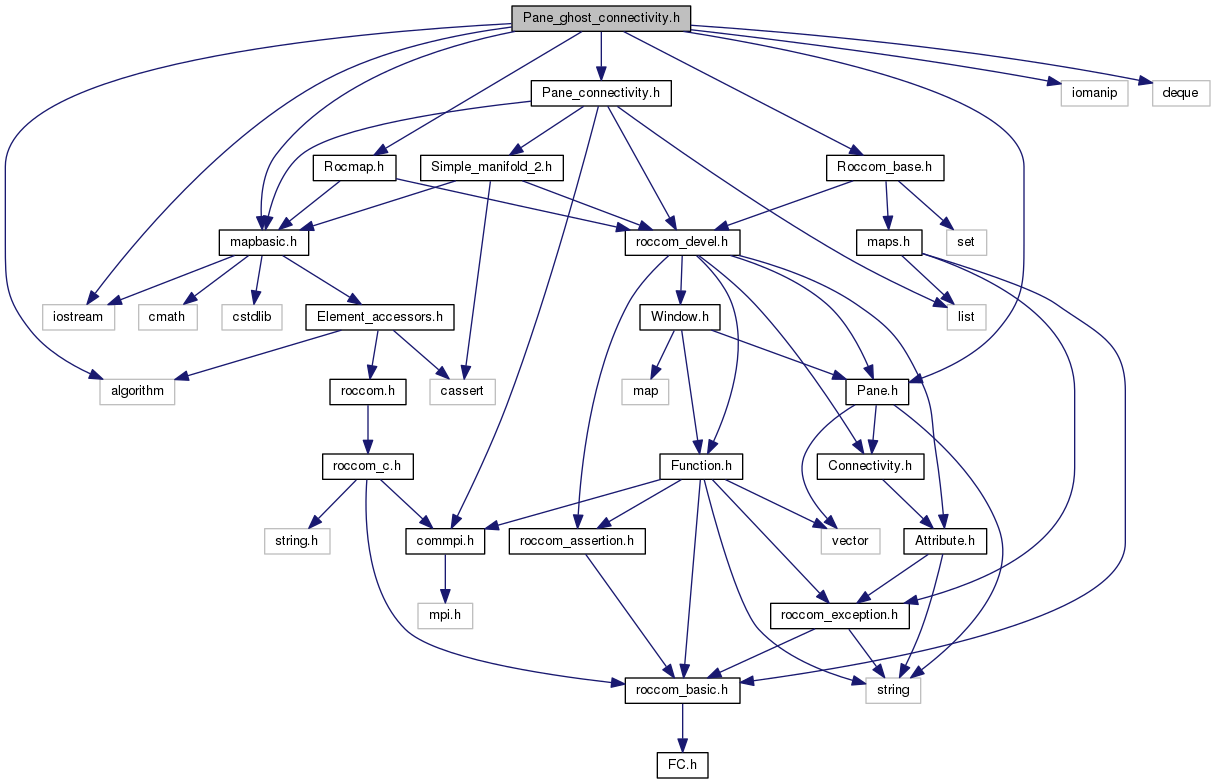 Pane_ghost_connectivity.h
Pane_connectivity.h
iomanip
deque
Rocmap.h
Simple_manifold_2.h
Roccom_base.h
mapbasic.h
roccom_devel.h
maps.h
set
iostream
cmath
cstdlib
Element_accessors.h
Window.h
list
algorithm
roccom.h
cassert
map
Pane.h
roccom_c.h
Function.h
Connectivity.h
string.h
commpi.h
roccom_assertion.h
vector
Attribute.h
mpi.h
roccom_exception.h
roccom_basic.h
string
FC.h